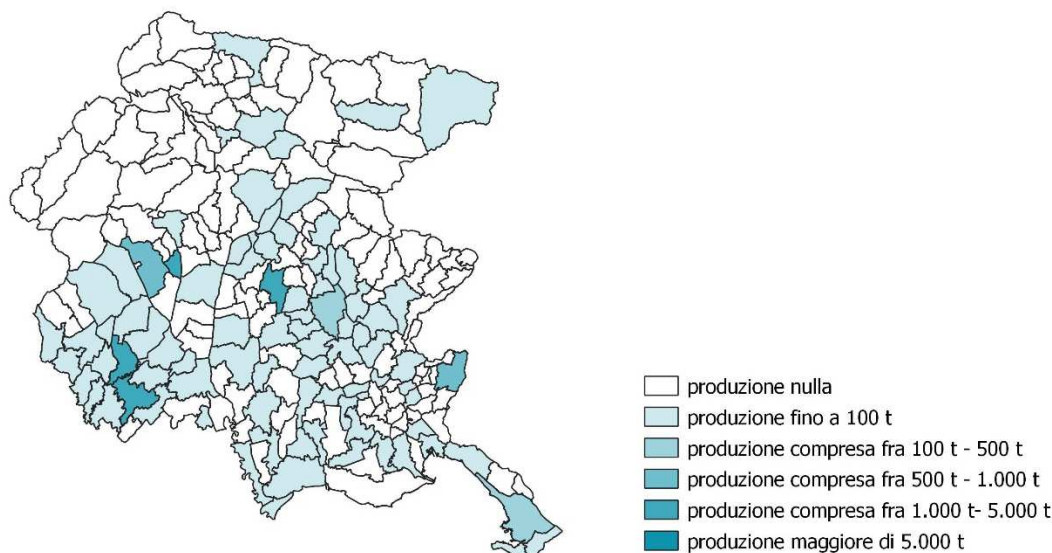 produzione nulla
produzione fino a 100 t
produzione compresa fra 100 t - 500 t
produzione compresa fra 500 t - 1.000 t
produzione compresa fra 1.000 t- 5.000 t
produzione maggiore di 5.000 t